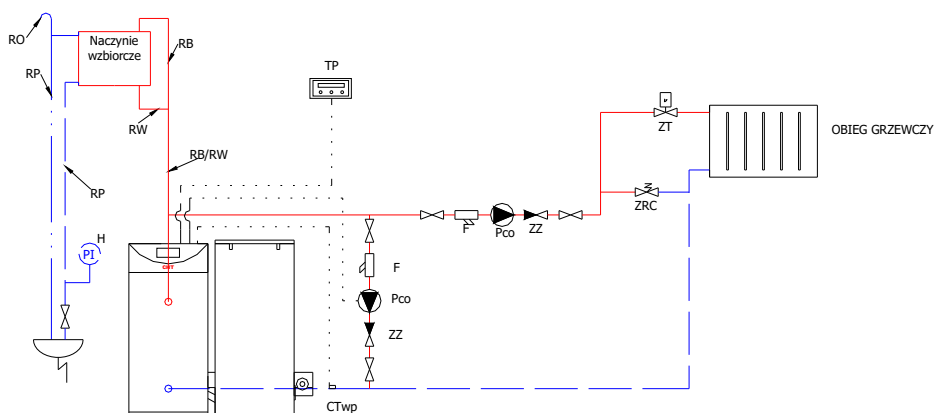 RO
Naczynie
wzbiorcze
RB
RP
TP
RW
ZT
OBIEG GRZEWCZY
RB/RW
RP
ZRC
F
Pco
ZZ
H
PI
F
Pco
ZZ
CTwp